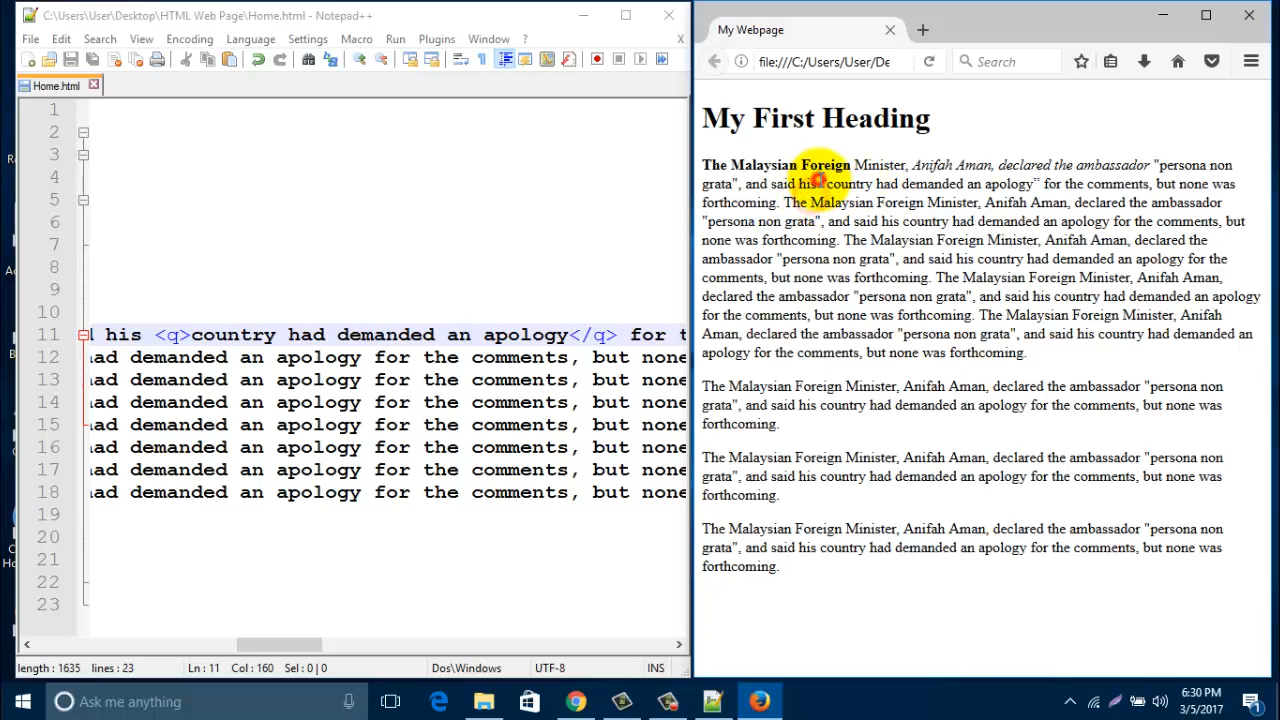 C:\Users\User\Desktop\HTML Web Page\Home.html - Notepad++
File Edit Search View Encoding Language Settings Macro Run Plugins Window ? X
Home.html
1
2
3
4
5
6
7
8
9
10
11 d his <q>country had demanded an apology</q> for t
12 had demanded an apology for the comments, but none
13 had demanded an apology for the comments, but none
14 had demanded an apology for the comments, but none
15 had demanded an apology for the comments, but none
16 had demanded an apology for the comments, but none
17 had demanded an apology for the comments, but none
18 had demanded an apology for the comments, but none
19
20
21
22
23
length : 1635 lines : 23 Ln : 11 Col : 160 Sel : 0 | 0 Dos\Windows UTF-8 INS
My Webpage
file:///C:/Users/User/De
Search
My First Heading
The Malaysian Foreign Minister, Anifah Aman, declared the ambassador "persona non
grata", and said his country had demanded an apology” for the comments, but none was
forthcoming. The Malaysian Foreign Minister, Anifah Aman, declared the ambassador
"persona non grata", and said his country had demanded an apology for the comments, but
none was forthcoming. The Malaysian Foreign Minister, Anifah Aman, declared the
ambassador "persona non grata", and said his country had demanded an apology for the
comments, but none was forthcoming. The Malaysian Foreign Minister, Anifah Aman,
declared the ambassador "persona non grata", and said his country had demanded an apology
for the comments, but none was forthcoming. The Malaysian Foreign Minister, Anifah
Aman, declared the ambassador "persona non grata", and said his country had demanded an
apology for the comments, but none was forthcoming.
The Malaysian Foreign Minister, Anifah Aman, declared the ambassador "persona non
grata", and said his country had demanded an apology for the comments, but none was
forthcoming.
The Malaysian Foreign Minister, Anifah Aman, declared the ambassador "persona non
grata", and said his country had demanded an apology for the comments, but none was
forthcoming.
The Malaysian Foreign Minister, Anifah Aman, declared the ambassador "persona non
grata", and said his country had demanded an apology for the comments, but none was
forthcoming.
Ask me anything
6:30 PM
3/5/2017